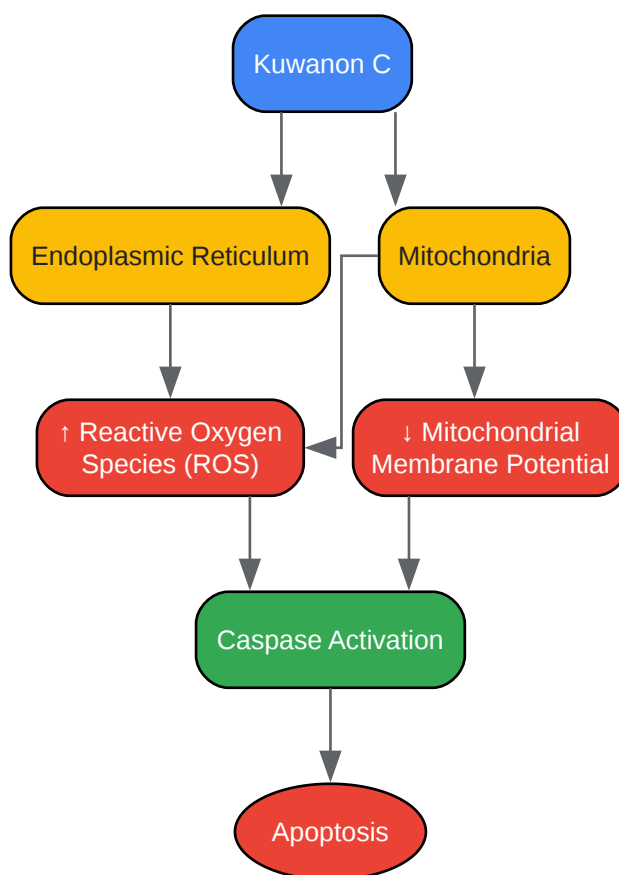 Kuwanon C
Endoplasmic Reticulum
Mitochondria
↑ Reactive Oxygen
Species (ROS)
↓ Mitochondrial
Membrane Potential
Caspase Activation
Apoptosis